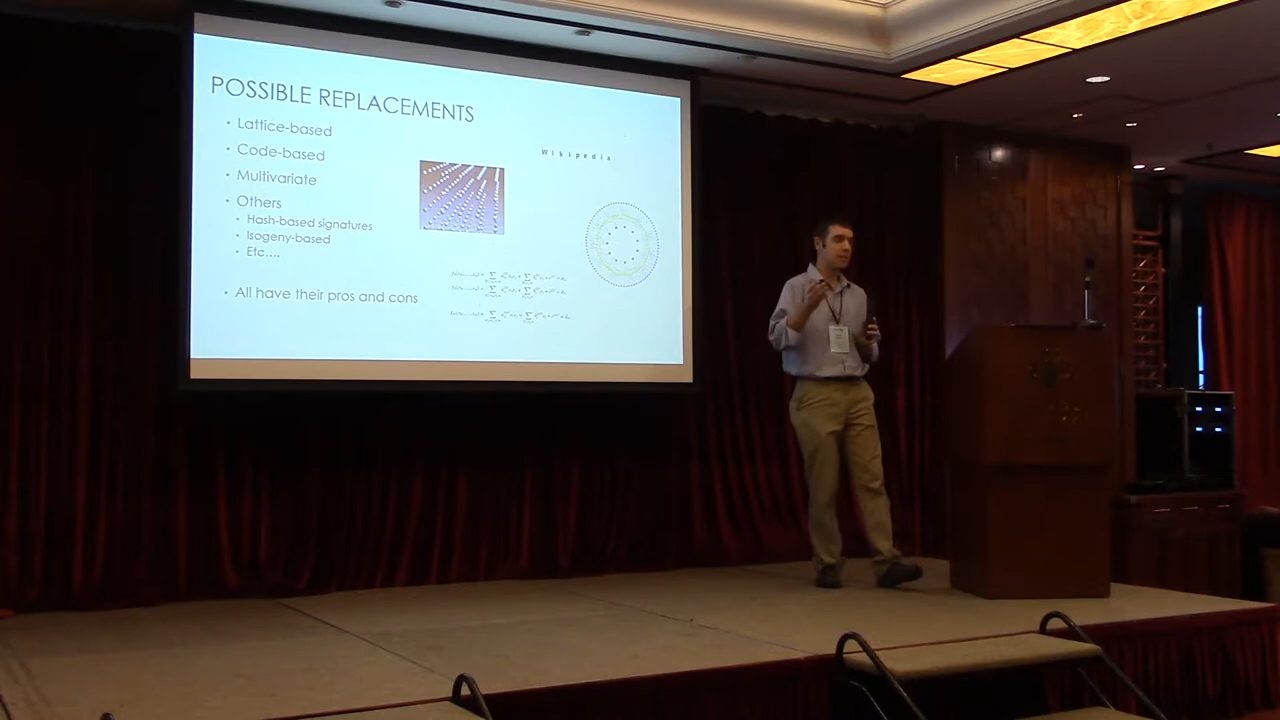 POSSIBLE REPLACEMENTS
• Lattice-based
• Code-based
• Multivariate
• Others
• Hash-based signatures
• Isogeny-based
• Etc....
• All have their pros and cons
Wikipedia